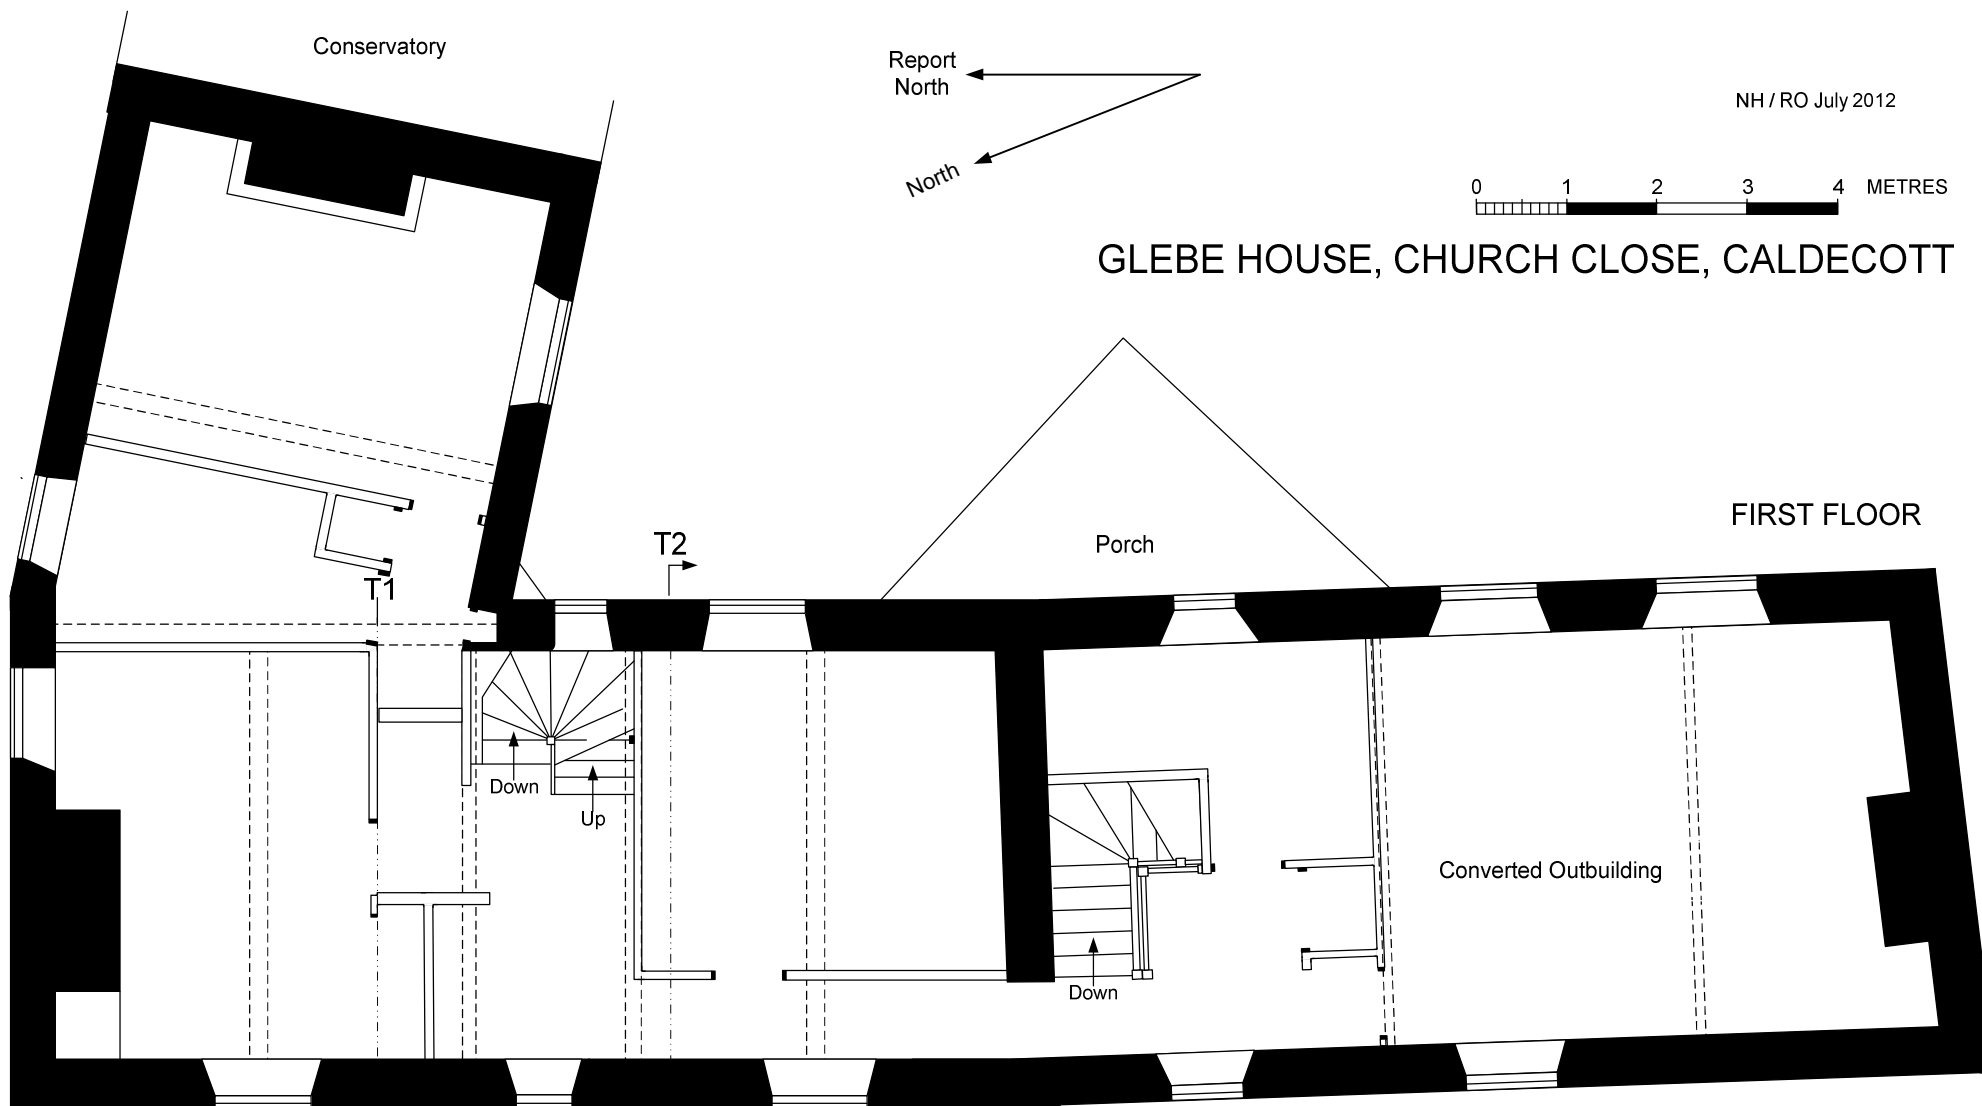 Conservatory
Report
North
North
NH / RO July 2012
0 1 2 3 4 METRES
GLEBE HOUSE, CHURCH CLOSE, CALDECOTT
FIRST FLOOR
T2
Porch
T1
Down
Up
Converted Outbuilding
Down